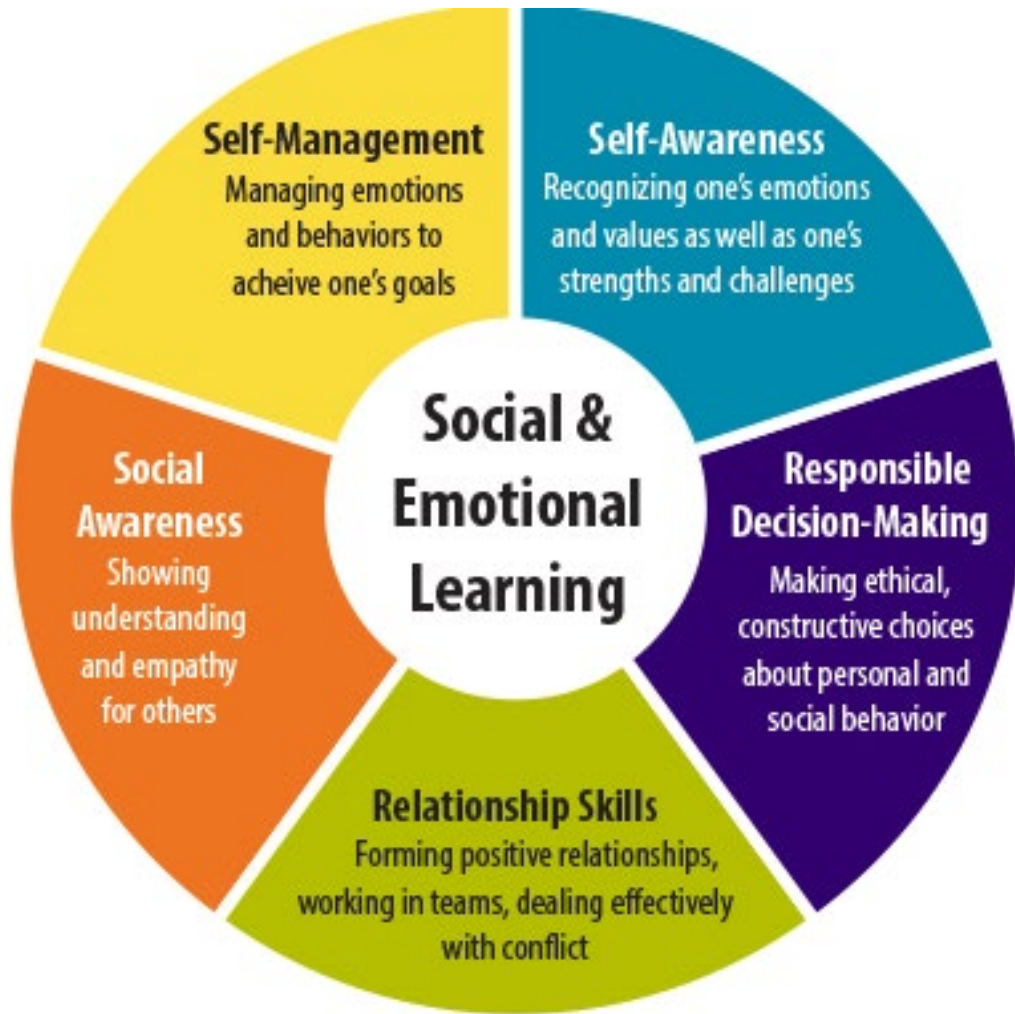 Self-Management
Managing emotions
and behaviors to
acheive one's goals
Self-Awareness
Recognizing one's emotions
and values as well as one's
strengths and challenges
Social &
Emotional
Learning
Social
Awareness
Showing
understanding
and empathy
for others
Responsible
Decision-Making
Making ethical,
constructive choices
about personal and
social behavior
Relationship Skills
Forming positive relationships,
working in teams, dealing effectively
with conflict